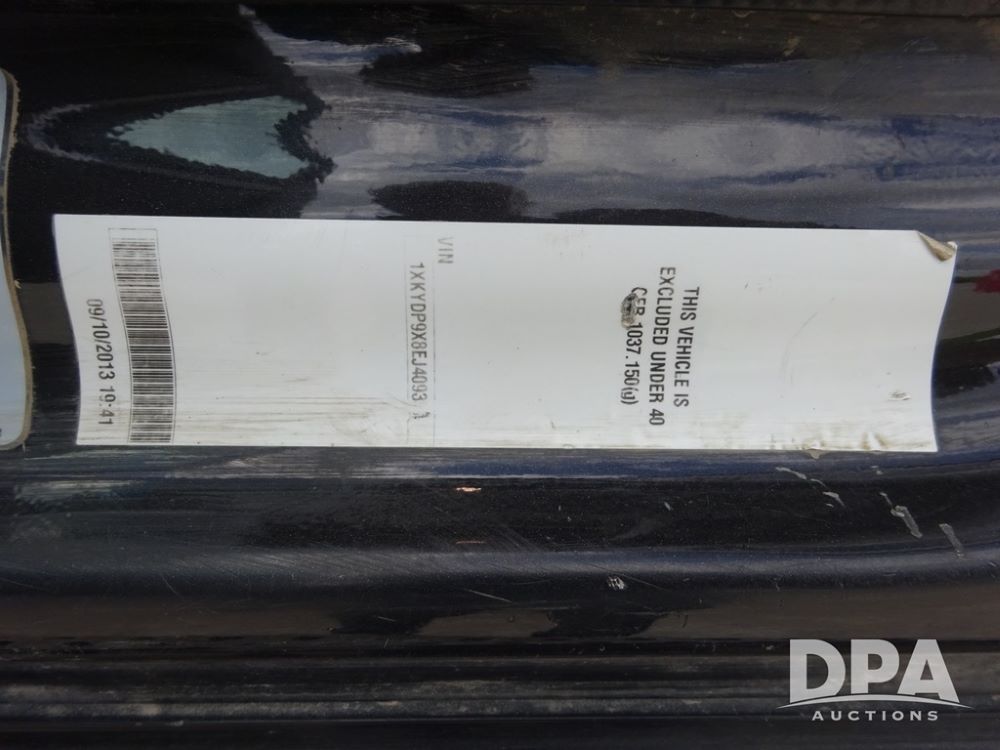 THIS VEHICLE IS
EXCLUDED UNDER 40
CFR 1037.150(g)
VIN
1XKYDP9X8EJ4093
09/10/2013 19:41
DPA
AUCTIONS